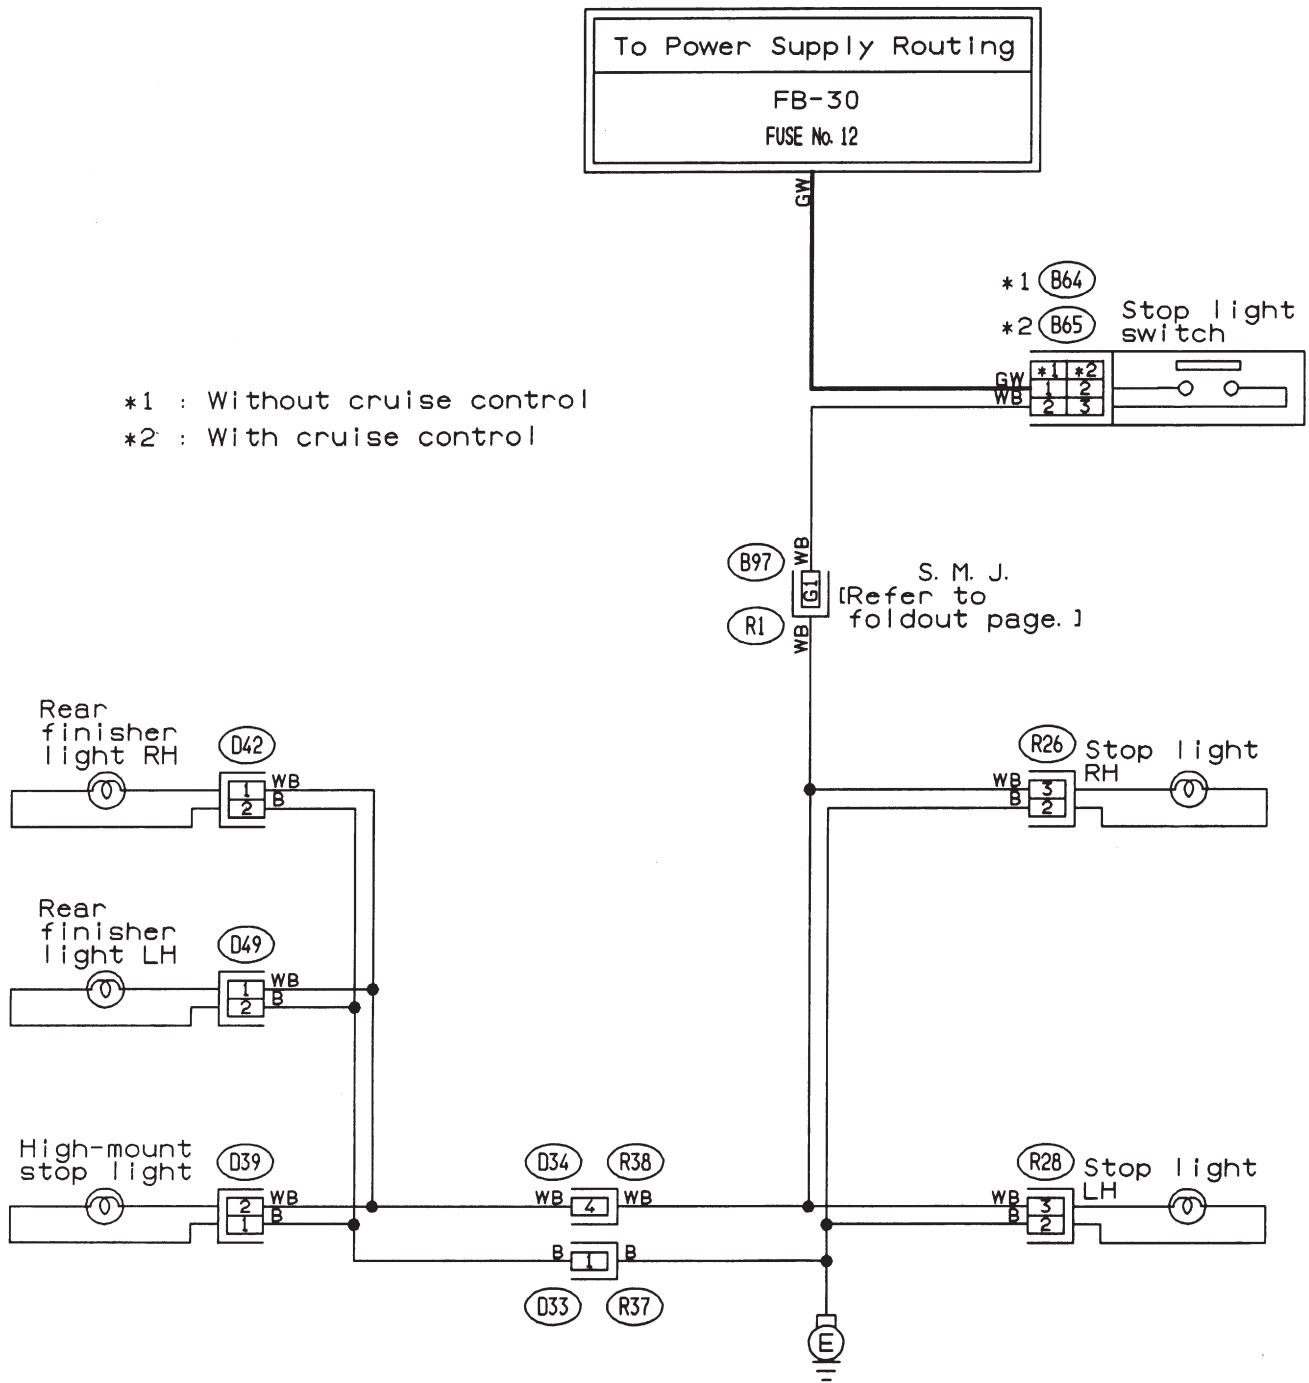 To Power Supply Routing
FB-30
FUSE No. 12
GW
*1 B64
*2 B65
Stop light
switch
*1 *2
GW 1 2
WB 2 3
*1 : Without cruise control
*2 : With cruise control
WB
B97
G1
R1
WB
S. M. J.
[Refer to
foldout page. ]
Rear
finisher
light RH
D42
1 WB
2 B
R26
Stop light
RH
WB 3
B 2
Rear
finisher
light LH
D49
1 WB
2 B
High-mount
stop light
D39
2 WB
1 B
D34 R38
WB 4 WB
B 1 B
D33 R37
R28
Stop light
LH
WB 3
B 2
E